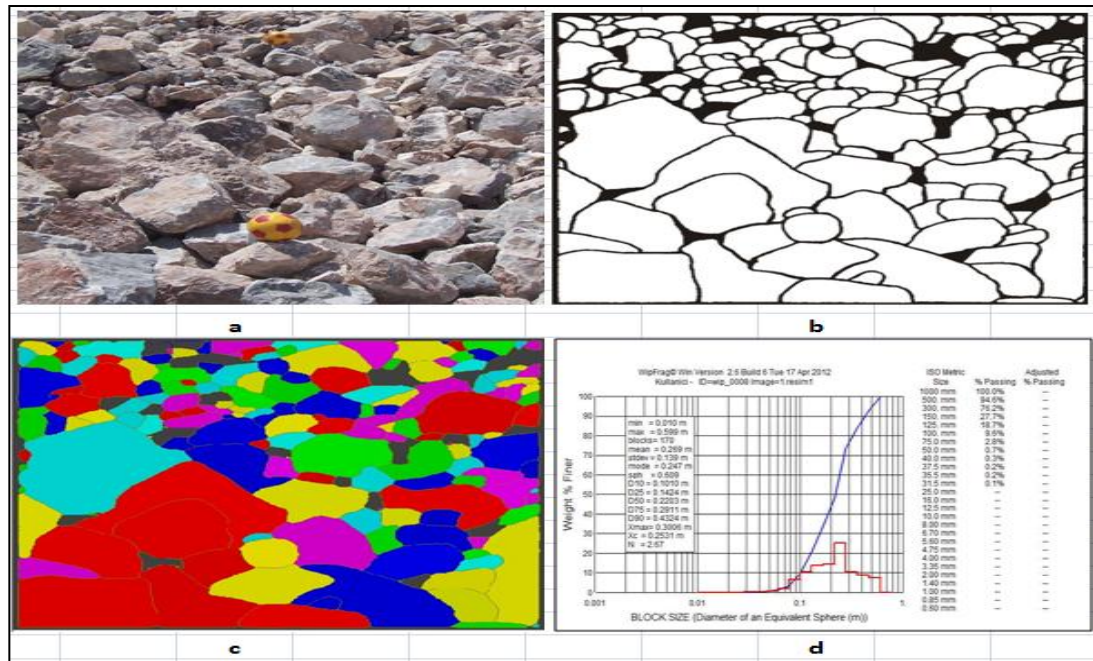 a
b
c
WipFrag© Win Version 2.6 Build 6 Tue 17 Apr 2012
Kullanici - ID=wip_0008 Image=1.resim1
100
90
80
70
60
50
40
30
20
10
0
Weight % Finer
min = 0.010 m
max = 0.599 m
blocks= 170
mean = 0.269 m
stdev = 0.139 m
mode = 0.247 m
sph = 0.609
D10 = 0.1010 m
D25 = 0.1424 m
D50 = 0.2203 m
D75 = 0.2911 m
D90 = 0.4324 m
Xmax= 0.3006 m
Xc = 0.2531 m
N = 2.67
0.001 0.01 0.1 1.
BLOCK SIZE (Diameter of an Equivalent Sphere (m))
ISO Metric Adjusted
Size % Passing % Passing
1000 mm 100.0% --
500. mm 94.6% --
300. mm 76.2% --
150. mm 27.7% --
125. mm 18.7% --
100. mm 9.6% --
75.0 mm 2.8% --
50.0 mm 0.7% --
40.0 mm 0.3% --
37.5 mm 0.2% --
35.5 mm 0.2% --
31.5 mm 0.1% --
25.0 mm -- --
16.0 mm -- --
12.5 mm -- --
10.0 mm -- --
8.00 mm -- --
6.70 mm -- --
5.60 mm -- --
4.75 mm -- --
4.00 mm -- --
3.35 mm -- --
2.00 mm -- --
1.40 mm -- --
1.00 mm -- --
0.85 mm -- --
0.50 mm -- --
d